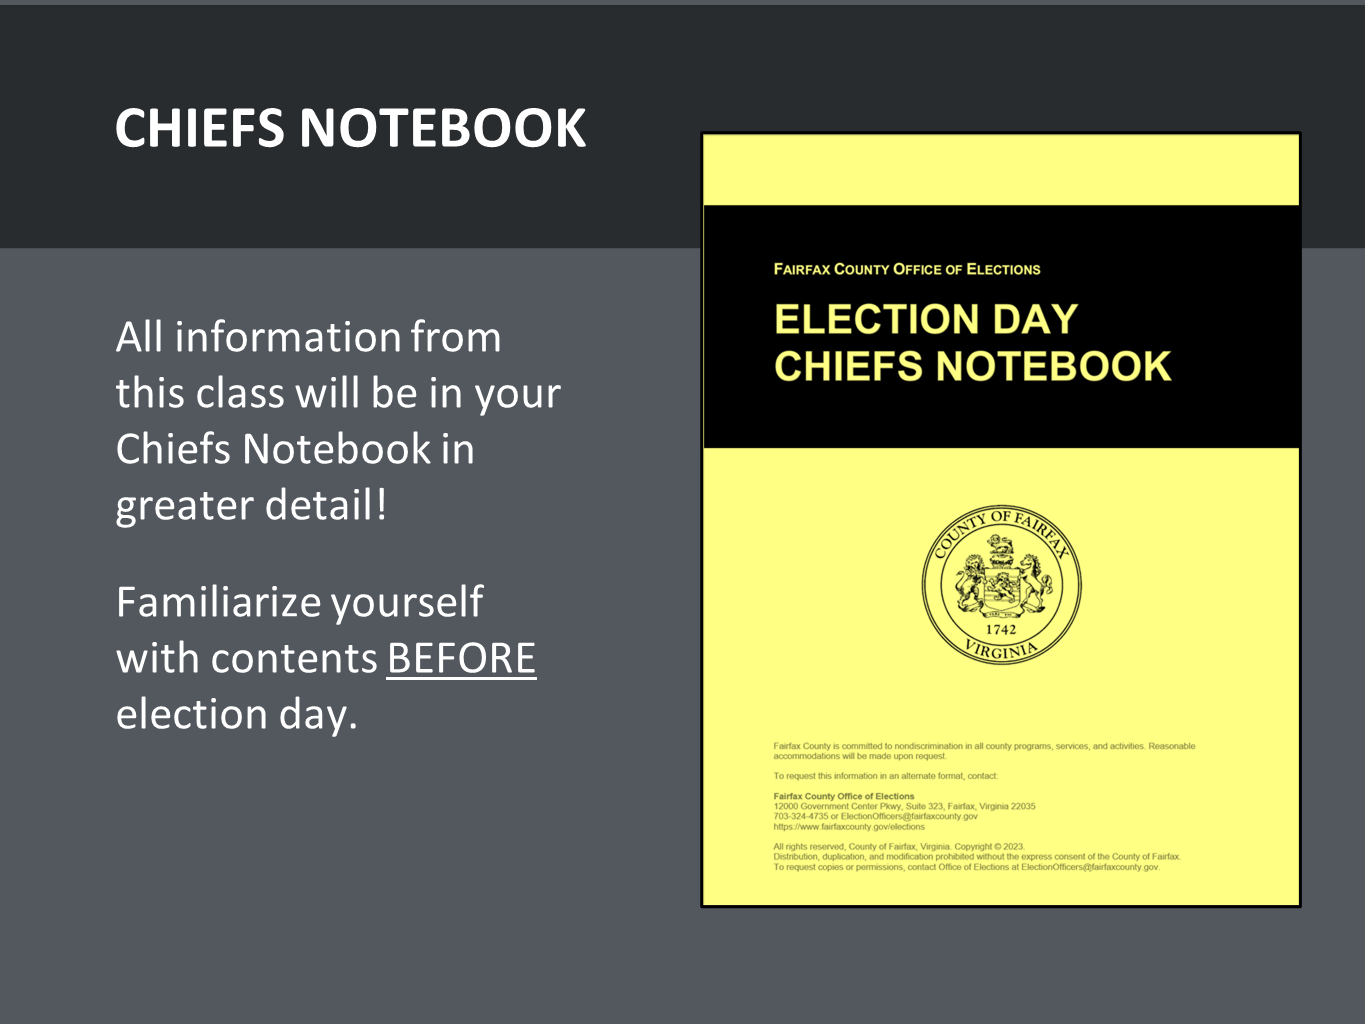 CHIEFS NOTEBOOK
All information from
this class will be in your
Chiefs Notebook in
greater detail!
Familiarize yourself
with contents BEFORE
election day.
FAIRFAX COUNTY OFFICE OF ELECTIONS
ELECTION DAY
CHIEFS NOTEBOOK
COUNTY OF FAIRFAX
1742
VIRGINIA
Fairfax County is committed to nondiscrimination in all county programs, services, and activities. Reasonable
accommodations will be made upon request.
To request this information in an alternate format, contact:
Fairfax County Office of Elections
12000 Government Center Pkwy, Suite 323, Fairfax, Virginia 22035
703-324-4735 or ElectionOfficers@fairfaxcounty.gov
https://www.fairfaxcounty.gov/elections
All rights reserved, County of Fairfax, Virginia. Copyright © 2023.
Distribution, duplication, and modification prohibited without the express consent of the County of Fairfax.
To request copies or permissions, contact Office of Elections at ElectionOfficers@fairfaxcounty.gov.